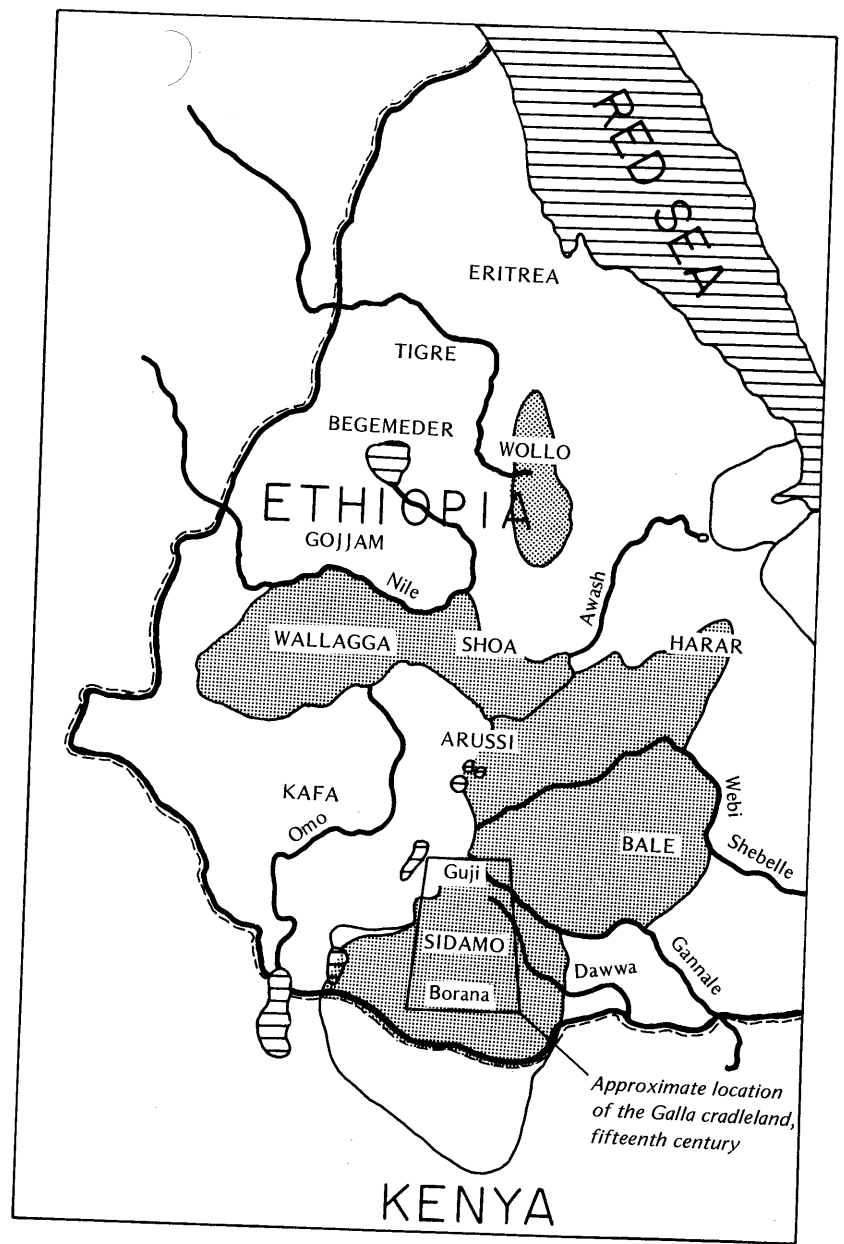 RED SEA
ERITREA
TIGRE
BEGEMEDER
WOLLO
ETHIOPIA
GOJJAM
Nile
Awash
WALLAGGA
SHOA
HARAR
ARUSSI
KAFA
Omo
Webi
Shebelle
BALE
Guji
SIDAMO
Borana
Dawwa
Gannale
Approximate location
of the Galla cradleland,
fifteenth century
KENYA